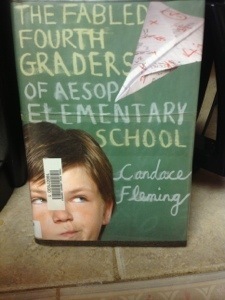 THE FABLED
FOURTH
GRADERS
OF AESOP
ELEMENTARY
SCHOOL
Candace
Fleming